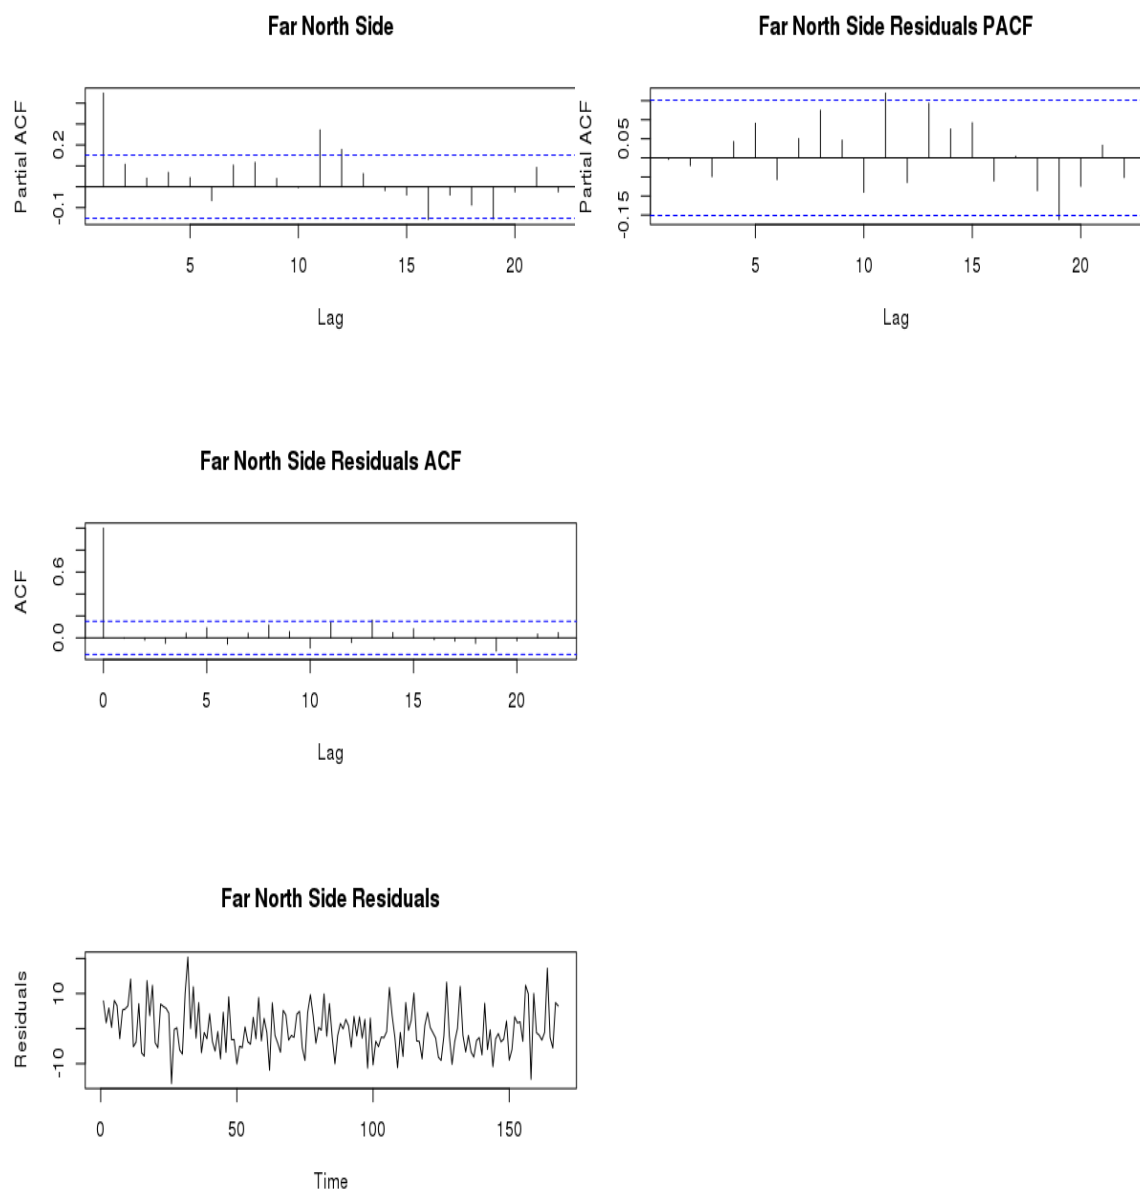 Far North Side
Partial ACF
-0.1 0.2
5 10 15 20
Lag
Far North Side Residuals PACF
Partial ACF
-0.15 0.05
5 10 15 20
Lag
Far North Side Residuals ACF
ACF
0.0 0.6
0 5 10 15 20
Lag
Far North Side Residuals
Residuals
-10 10
0 50 100 150
Time